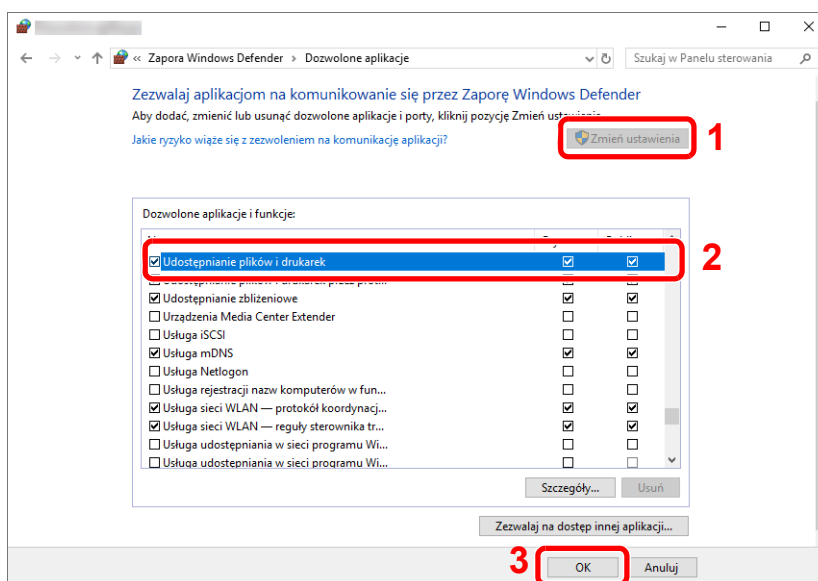 « Zapora Windows Defender › Dozwolone aplikacje
Szukaj w Panelu sterowania
Zezwalaj aplikacjom na komunikowanie się przez Zaporę Windows Defender
Aby dodać, zmienić lub usunąć dozwolone aplikacje i porty, kliknij pozycję Zmień ustawienia.
Jakie ryzyko wiąże się z zezwoleniem na komunikację aplikacji?
Zmień ustawienia
1
Dozwolone aplikacje i funkcje:
Udostępnianie plików i drukarek
2
Udostępnianie zbliżeniowe
Urządzenia Media Center Extender
Usługa iSCSI
Usługa mDNS
Usługa Netlogon
Usługa rejestracji nazw komputerów w fun...
Usługa sieci WLAN — protokół koordynacj...
Usługa sieci WLAN — reguły sterownika tr...
Usługa udostępniania w sieci programu Wi...
Usługa udostępniania w sieci programu Wi...
Szczegóły...
Usuń
Zezwalaj na dostęp innej aplikacji...
3
OK
Anuluj